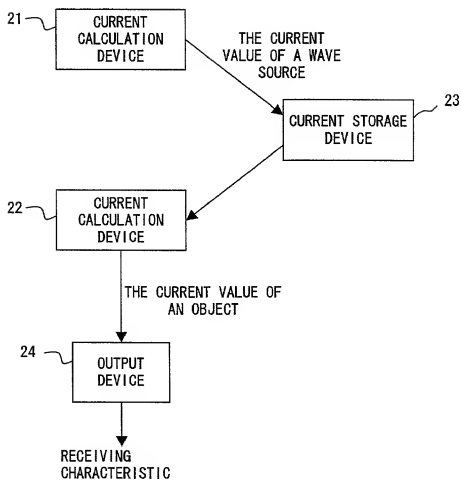 21
CURRENT
CALCULATION
DEVICE
THE CURRENT
VALUE OF A WAVE
SOURCE
23
CURRENT STORAGE
DEVICE
22
CURRENT
CALCULATION
DEVICE
THE CURRENT VALUE OF
AN OBJECT
24
OUTPUT
DEVICE
RECEIVING
CHARACTERISTIC